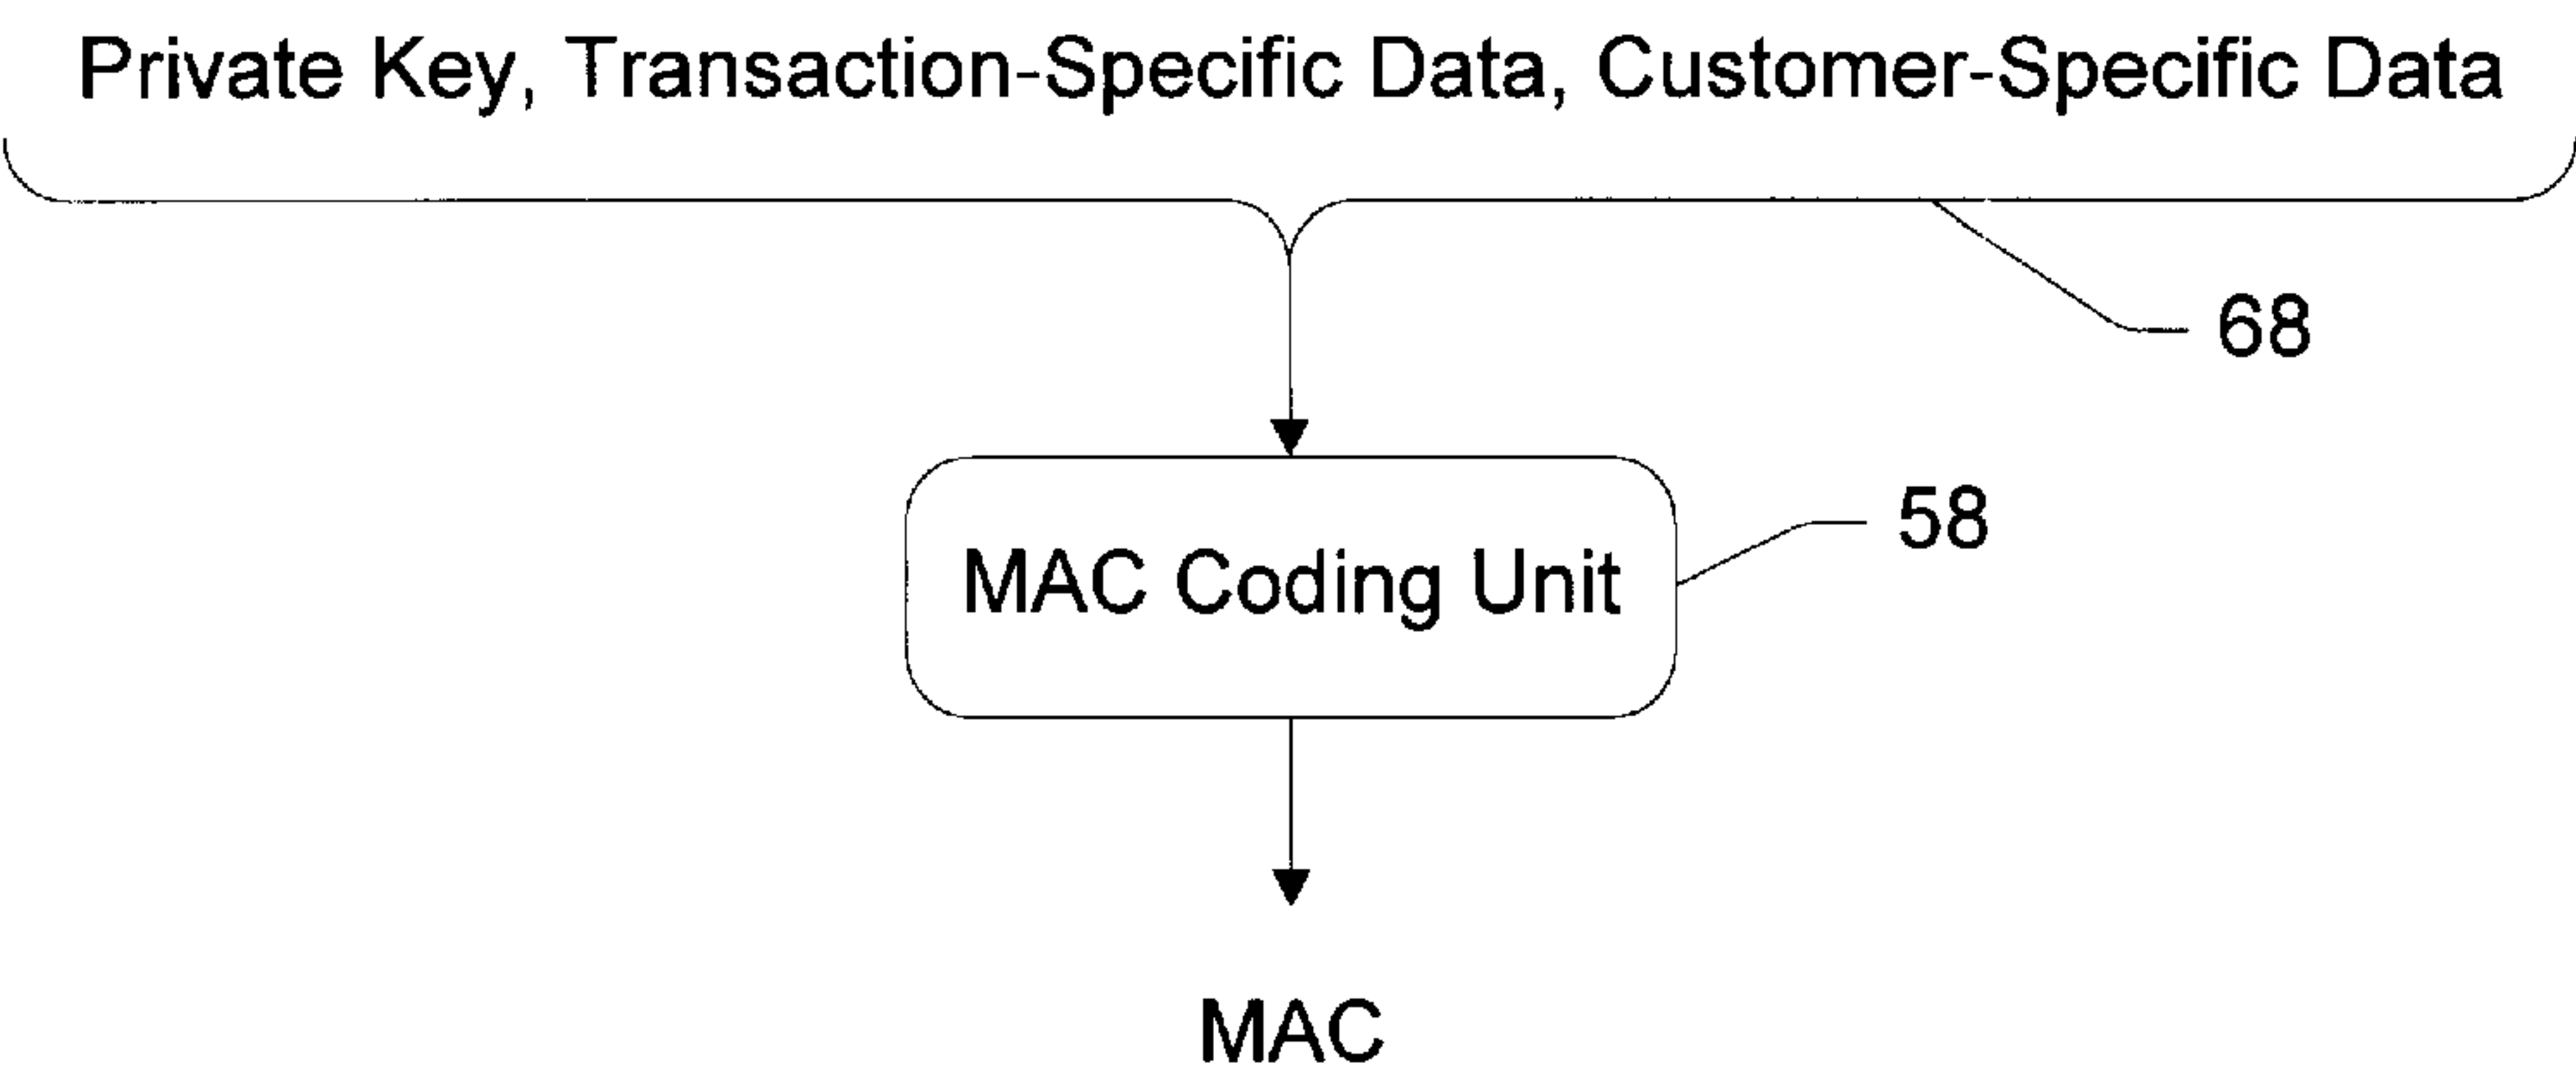 Private Key, Transaction-Specific Data, Customer-Specific Data
68
58
MAC Coding Unit
MAC